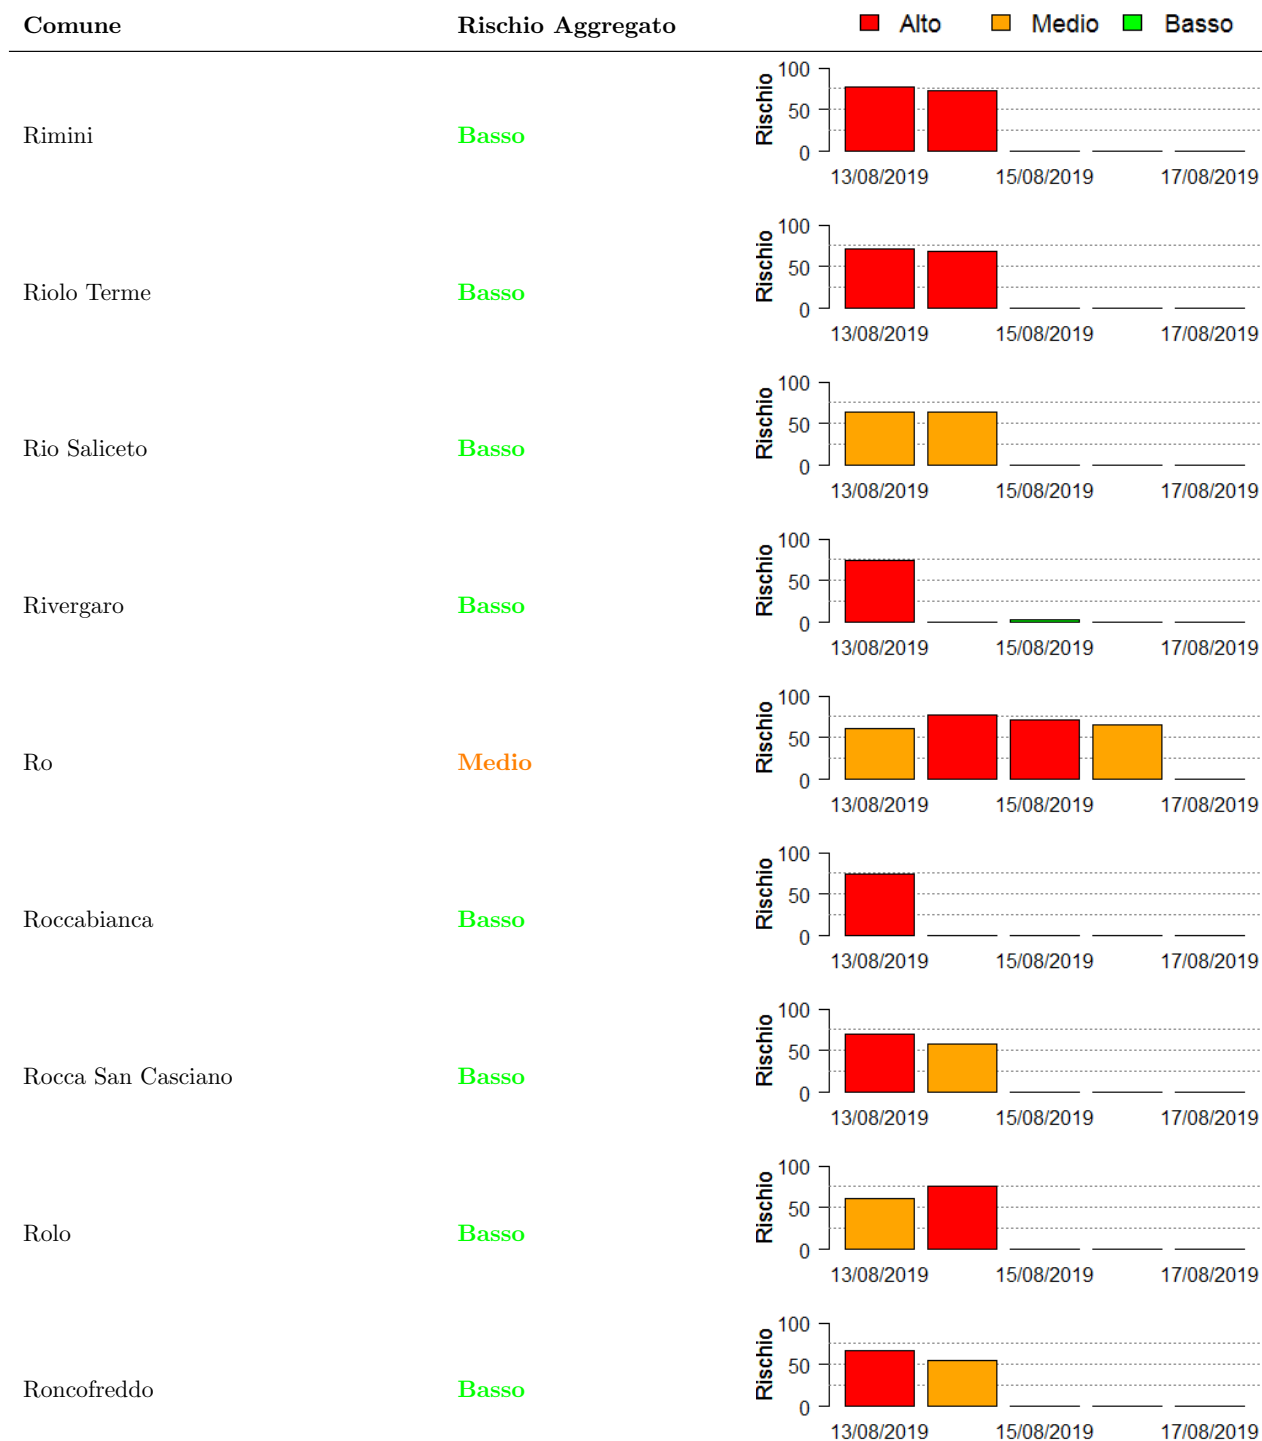 Comune Rischio Aggregato Alto Medio Basso
100
50
0
Rischio
Rimini Basso
13/08/2019 15/08/2019 17/08/2019
100
50
0
Rischio
Riolo Terme Basso
13/08/2019 15/08/2019 17/08/2019
100
50
0
Rischio
Rio Saliceto Basso
13/08/2019 15/08/2019 17/08/2019
100
50
0
Rischio
Rivergaro Basso
13/08/2019 15/08/2019 17/08/2019
100
50
0
Rischio
Ro Medio
13/08/2019 15/08/2019 17/08/2019
100
50
0
Rischio
Roccabianca Basso
13/08/2019 15/08/2019 17/08/2019
100
50
0
Rischio
Rocca San Casciano Basso
13/08/2019 15/08/2019 17/08/2019
100
50
0
Rischio
Rolo Basso
13/08/2019 15/08/2019 17/08/2019
100
50
0
Rischio
Roncofreddo Basso
13/08/2019 15/08/2019 17/08/2019